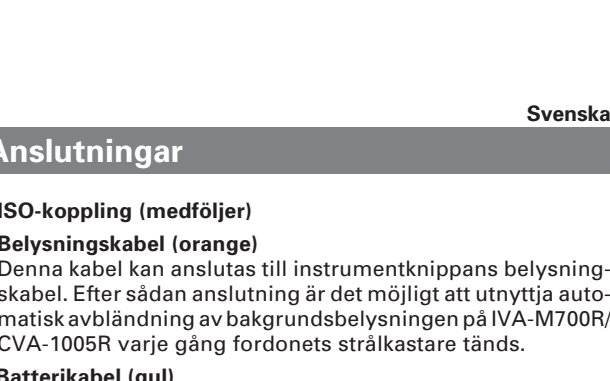 Svenska
Anslutningar
ISO-koppling (medföljer)
Belysningskabel (orange)
Denna kabel kan anslutas till instrumentknippans belysning-
skabel. Efter sådan anslutning är det möjligt att utnyttja auto-
matisk avbländning av bakgrundsbelysningen på IVA-M700R/
CVA-1005R varje gång fordonets strålkastare tänds.
Batterikabel (gul)